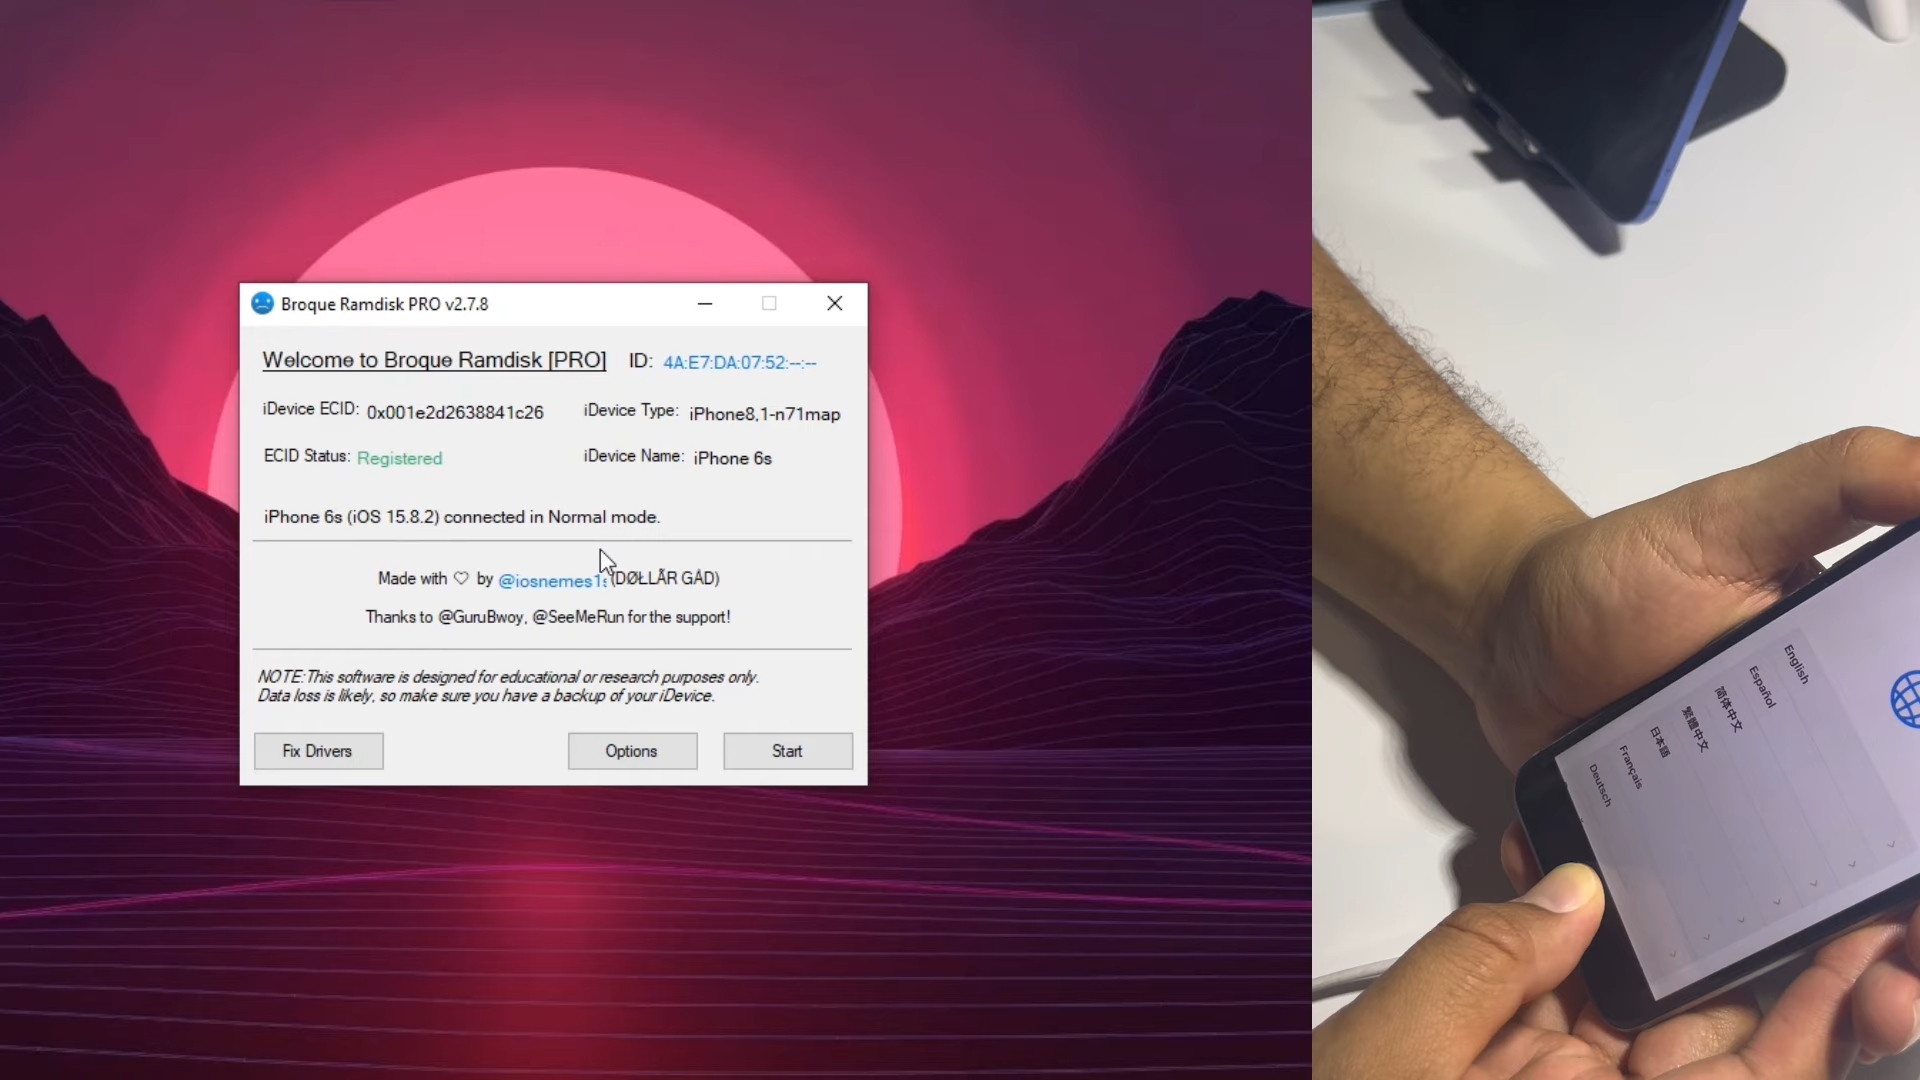 Broque Ramdisk PRO v2.7.8
Welcome to Broque Ramdisk [PRO] ID: 4A:E7:DA:07:52:--:--
iDevice ECID: 0x001e2d2638841c26 iDevice Type: iPhone8,1-n71map
ECID Status: Registered iDevice Name: iPhone 6s
iPhone 6s (iOS 15.8.2) connected in Normal mode.
Made with ♡ by @iosnemes1s (DØŁLÃR GÅD)
Thanks to @GuruBwoy, @SeeMeRun for the support!
NOTE:This software is designed for educational or research purposes only.
Data loss is likely, so make sure you have a backup of your iDevice.
Fix Drivers Options Start
English
Español
简体中文
繁體中文
日本語
Français
Deutsch